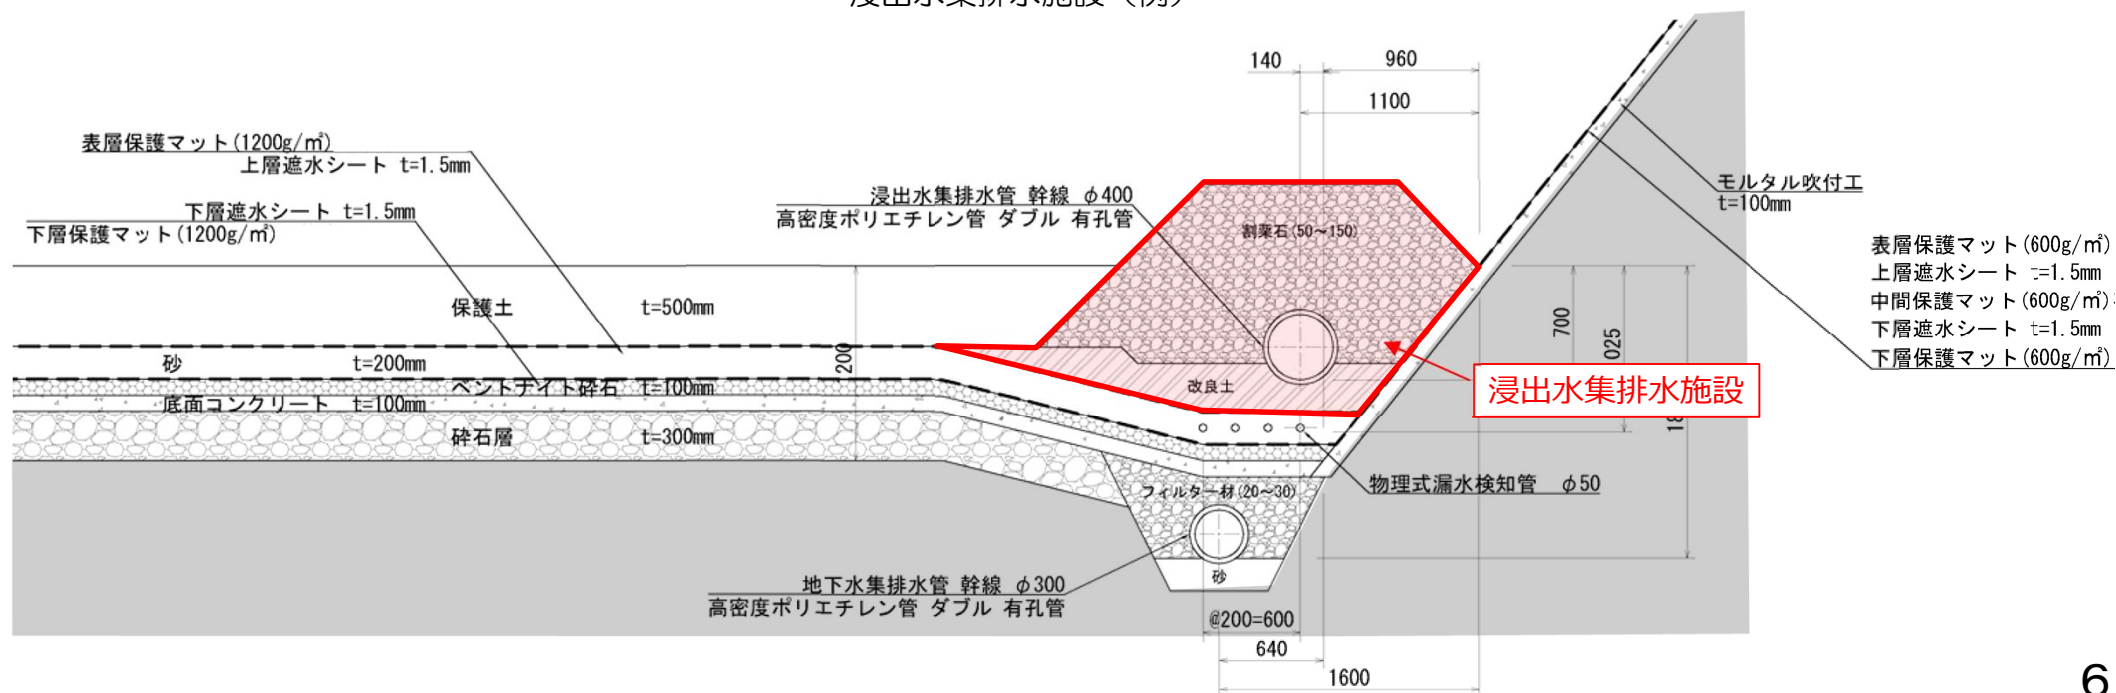 浸出水集排水施設（例）
140
960
1100
表層保護マット(1200g/㎡)
上層遮水シート t=1.5mm
下層遮水シート t=1.5mm
下層保護マット(1200g/㎡)
浸出水集排水管 幹線 φ400
高密度ポリエチレン管 ダブル 有孔管
割栗石(50～150)
モルタル吹付工
t=100mm
表層保護マット(600g/㎡)
上層遮水シート t=1.5mm
中間保護マット(600g/㎡)
下層遮水シート t=1.5mm
下層保護マット(600g/㎡)
保護土 t=500mm
砂 t=200mm
ベントナイト砕石 t=100mm
底面コンクリート t=100mm
砕石層 t=300mm
200
700
025
18
改良土
浸出水集排水施設
物理式漏水検知管 φ50
フィルター材(20～30)
砂
地下水集排水管 幹線 φ300
高密度ポリエチレン管 ダブル 有孔管
@200=600
640
1600
6